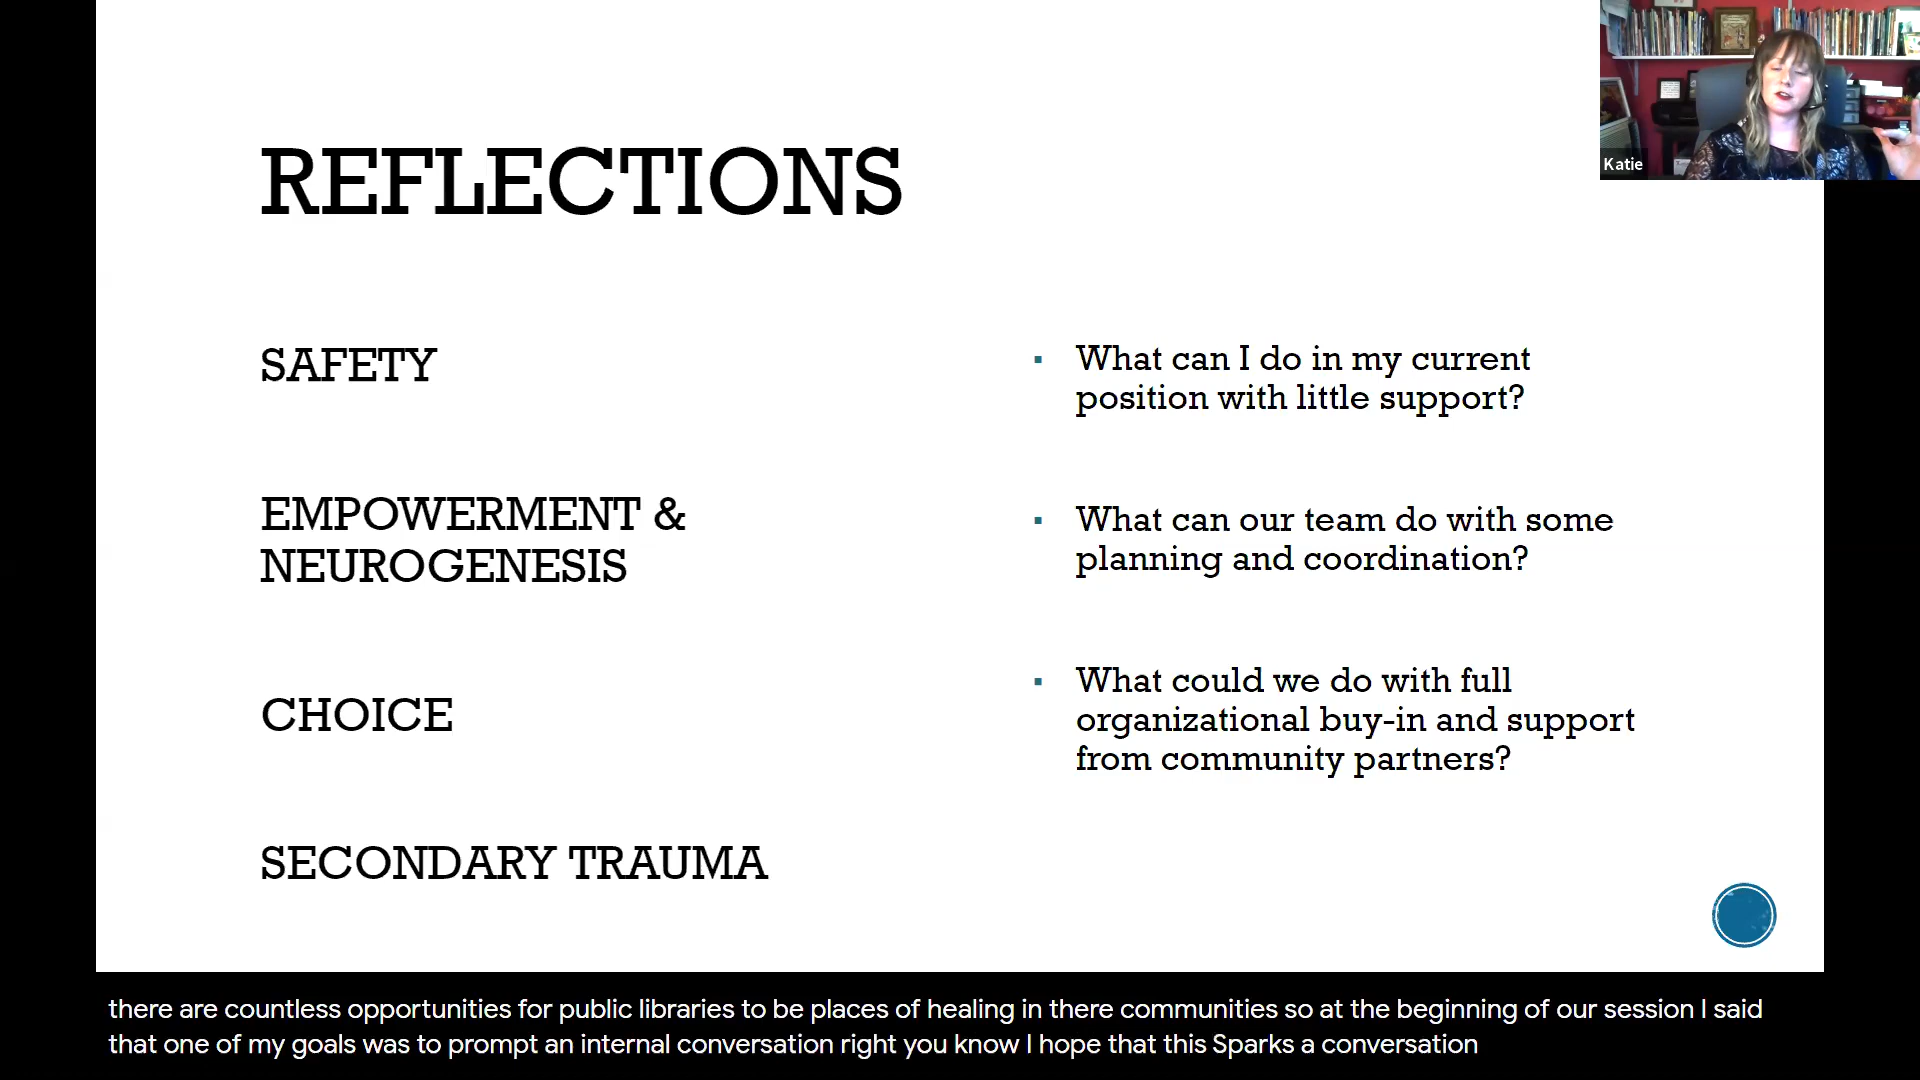 REFLECTIONS
Katie
SAFETY
EMPOWERMENT &
NEUROGENESIS
CHOICE
SECONDARY TRAUMA
What can I do in my current
position with little support?
What can our team do with some
planning and coordination?
What could we do with full
organizational buy-in and support
from community partners?
there are countless opportunities for public libraries to be places of healing in there communities so at the beginning of our session I said
that one of my goals was to prompt an internal conversation right you know I hope that this Sparks a conversation